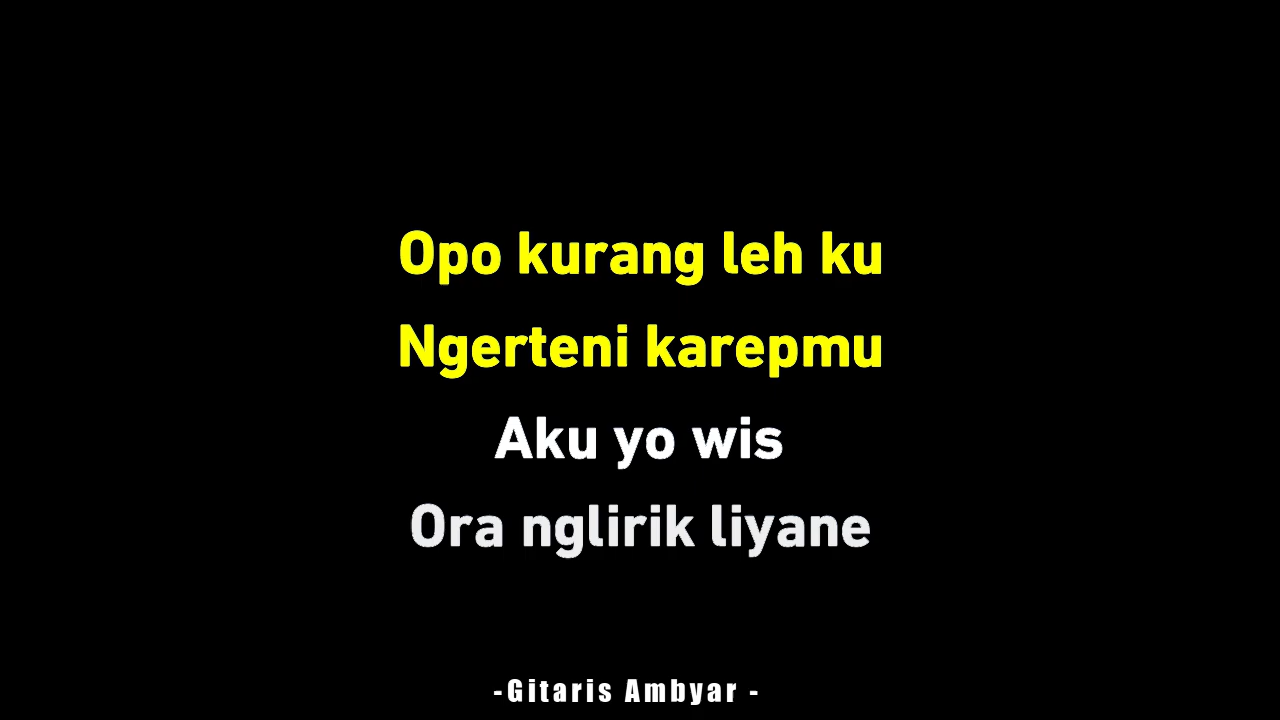 Opo kurang leh ku
Ngerteni karepmu
Aku yo wis
Ora nglirik liyane
-Gitaris Ambyar -